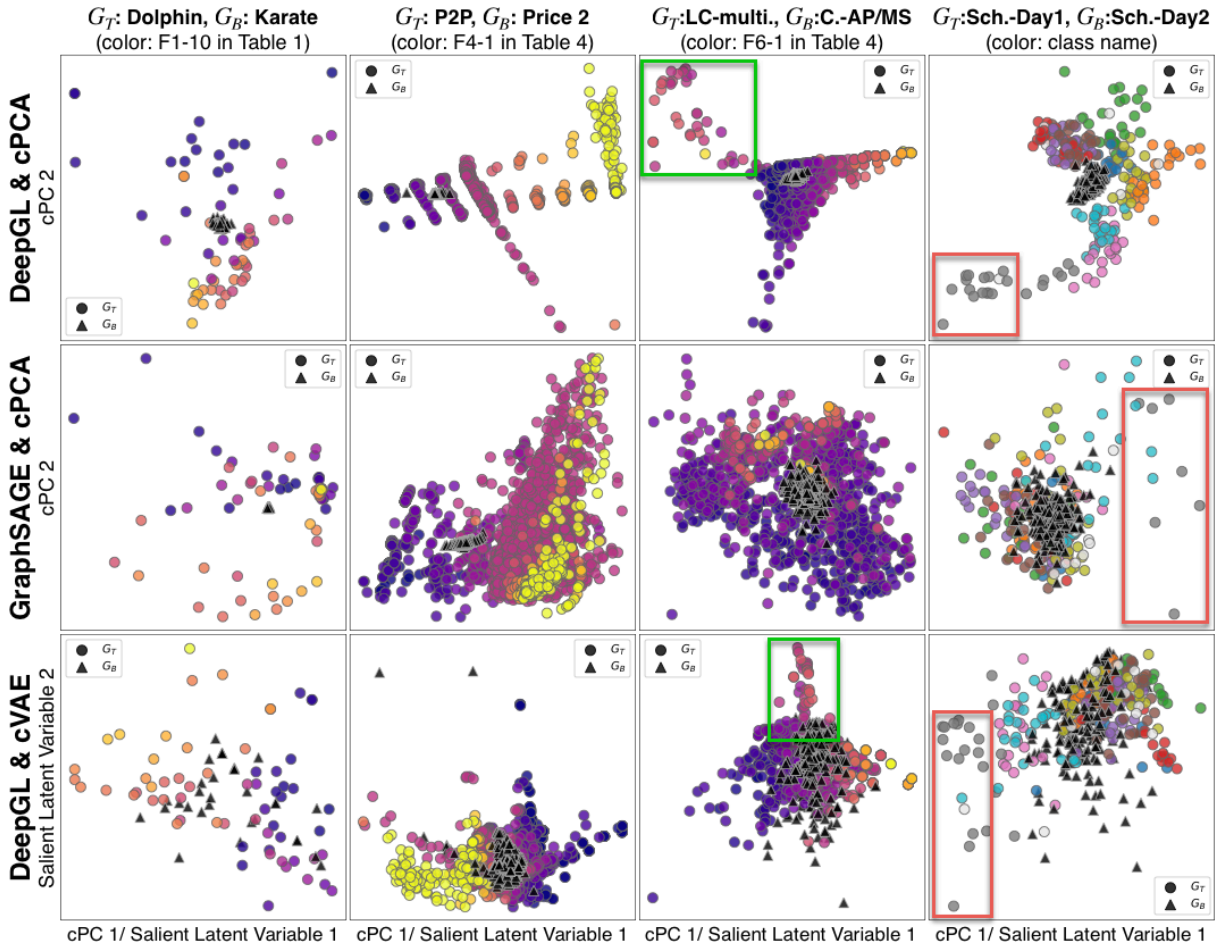 G_T: Dolphin, G_B: Karate
(color: F1-10 in Table 1)
G_T: P2P, G_B: Price 2
(color: F4-1 in Table 4)
G_T:LC-multi., G_B:C.-AP/MS
(color: F6-1 in Table 4)
G_T:Sch.-Day1, G_B:Sch.-Day2
(color: class name)
DeepGL & cPCA
cPC 2
G_T
G_B
G_T
G_B
G_T
G_B
G_T
G_B
GraphSAGE & cPCA
cPC 2
G_T
G_B
G_T
G_B
G_T
G_B
G_T
G_B
DeepGL & cVAE
Salient Latent Variable 2
G_T
G_B
G_T
G_B
G_T
G_B
G_T
G_B
cPC 1/ Salient Latent Variable 1
cPC 1/ Salient Latent Variable 1
cPC 1/ Salient Latent Variable 1
cPC 1/ Salient Latent Variable 1